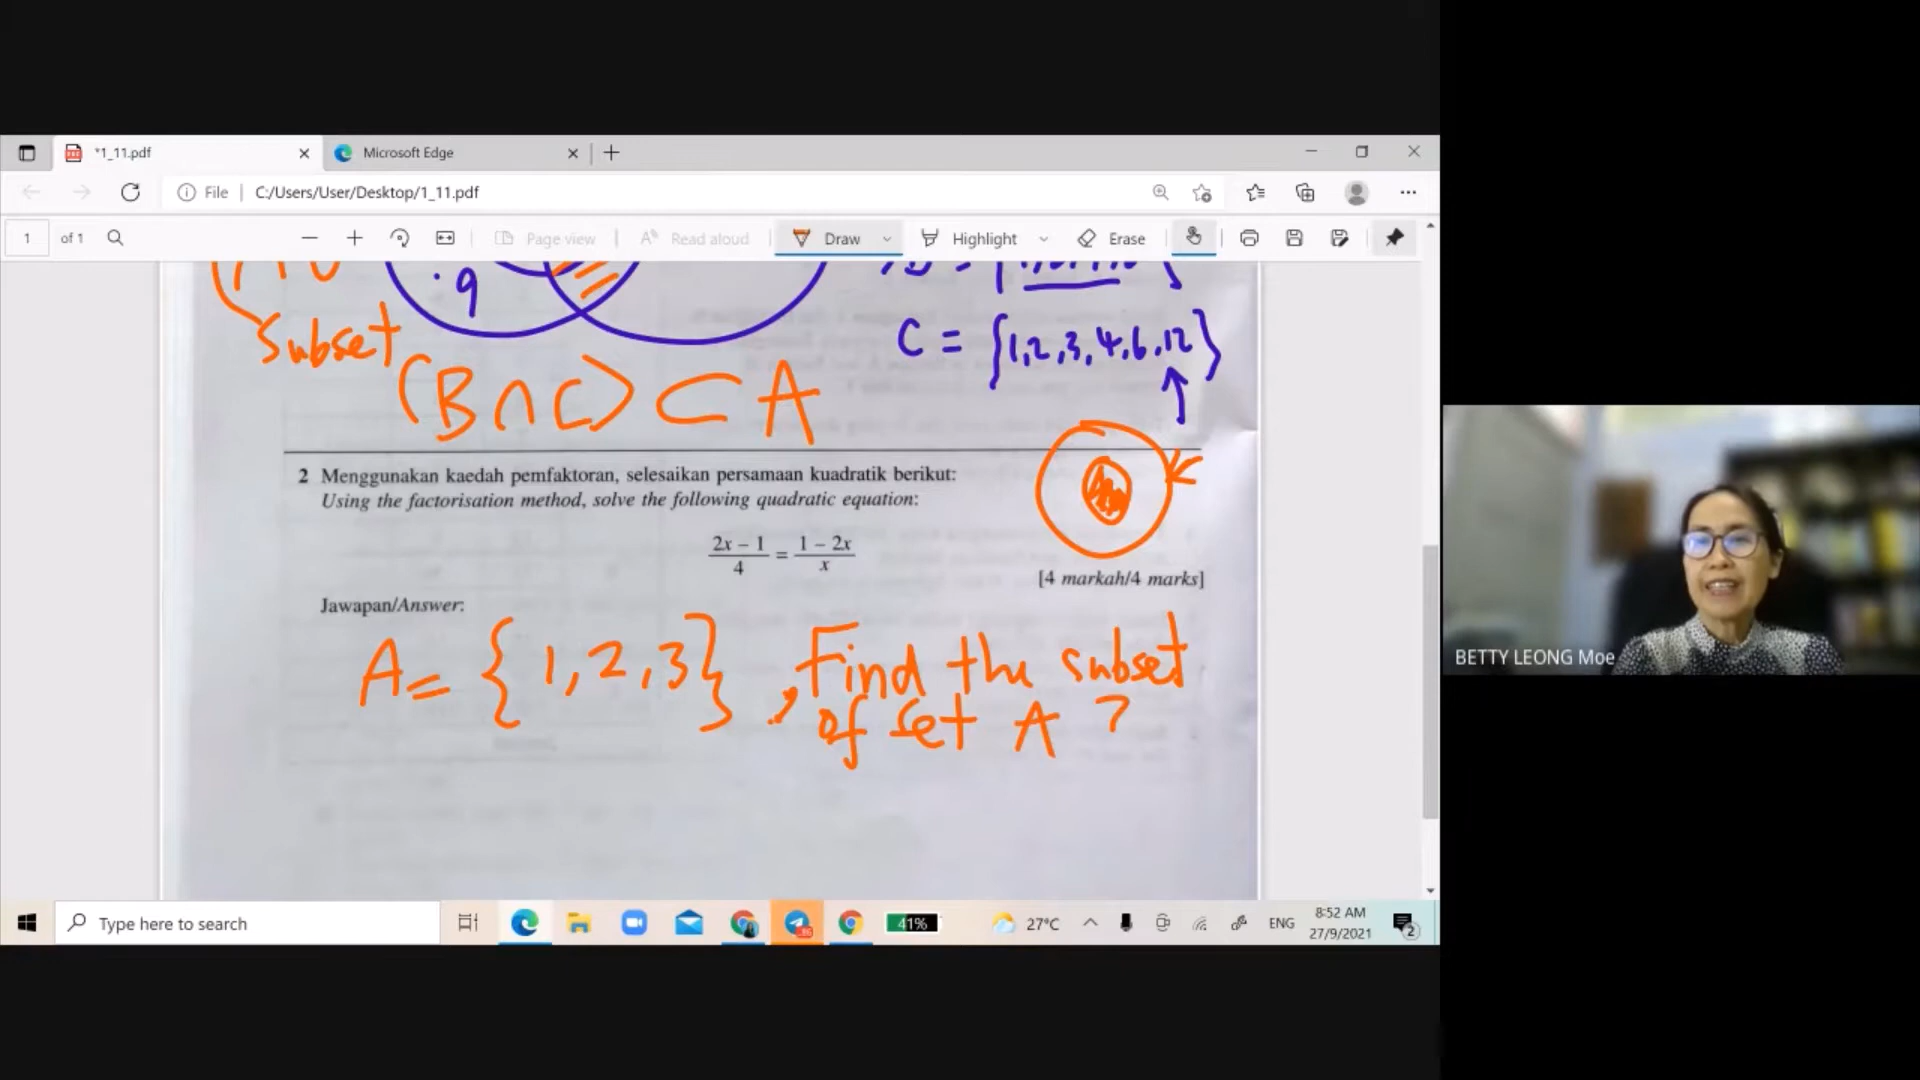 *1_11.pdf
Microsoft Edge
File
C:/Users/User/Desktop/1_11.pdf
1 of 1
Page view
Read aloud
Draw
Highlight
Erase
9
Subset
C = {1,2,3,4,6,12}
(B∩C) ⊂ A
2 Menggunakan kaedah pemfaktoran, selesaikan persamaan kuadratik berikut:
Using the factorisation method, solve the following quadratic equation:
2x – 1 1 – 2x
=
4 x
[4 markah/4 marks]
Jawapan/Answer:
A = {1,2,3}, Find the subset
of set A ?
BETTY LEONG Moe
Type here to search
41%
27°C
ENG
8:52 AM
27/9/2021
2